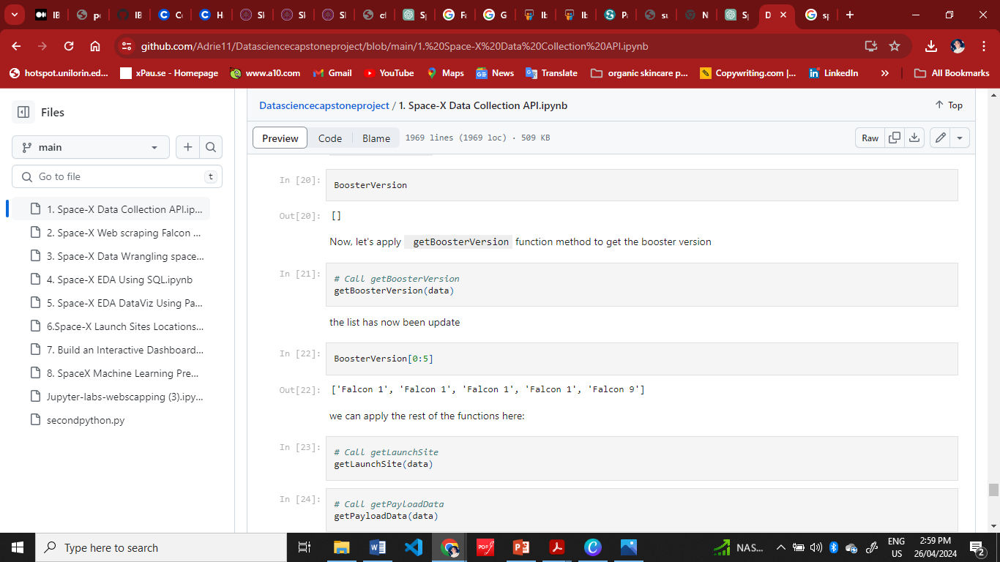 IB
pe
IB
C
H
Sl
Sl
Sl
cl
S
Fa
G
Ib
Ib
P
su
N
S
D
sp
github.com/Adrie11/Datasciencecapstoneproject/blob/main/1.%20Space-X%20Data%20Collection%20API.ipynb
hotspot.unilorin.ed...
xPau.se - Homepage
www.a10.com
Gmail
YouTube
Maps
News
Translate
organic skincare p...
Copywriting.com |...
LinkedIn
All Bookmarks
Files
main
Go to file
t
1. Space-X Data Collection API.ip...
2. Space-X Web scraping Falcon ...
3. Space-X Data Wrangling space...
4. Space-X EDA Using SQL.ipynb
5. Space-X EDA DataViz Using Pa...
6.Space-X Launch Sites Locations...
7. Build an Interactive Dashboard...
8. SpaceX Machine Learning Pre...
Jupyter-labs-webscapping (3).ipy...
secondpython.py
Datasciencecapstoneproject / 1. Space-X Data Collection API.ipynb
Top
Preview
Code
Blame
1969 lines (1969 loc) · 509 KB
Raw
In [20]:
BoosterVersion
Out[20]:
[]
Now, let's apply getBoosterVersion function method to get the booster version
In [21]:
# Call getBoosterVersion
getBoosterVersion(data)
the list has now been update
In [22]:
BoosterVersion[0:5]
Out[22]:
['Falcon 1', 'Falcon 1', 'Falcon 1', 'Falcon 1', 'Falcon 9']
we can apply the rest of the functions here:
In [23]:
# Call getLaunchSite
getLaunchSite(data)
In [24]:
# Call getPayloadData
getPayloadData(data)
Type here to search
NAS...
ENG
US
2:59 PM
26/04/2024
2